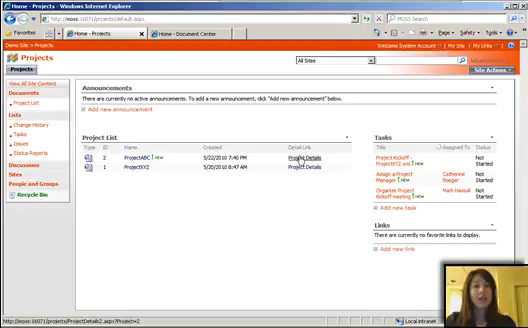 Home - Windows Internet Explorer
http://moss:16071/projects/default.aspx
MOSS Search
Favorites
Home - Projects
Home - Document Center
Page
Safety
Tools
Demo Site > Projects
Welcome System Account
My Site
My Links
Projects
All Sites
Projects
Site Actions
View All Site Content
Documents
Project List
Lists
Change History
Tasks
Issues
Status Reports
Discussions
Sites
People and Groups
Recycle Bin
Announcements
There are currently no active announcements. To add a new announcement, click "Add new announcement" below.
Add new announcement
Project List
Type ID Name Created Detail Link
2 ProjectABC NEW 5/22/2010 7:40 PM Project Details
1 ProjectXYZ 5/20/2010 8:47 AM Project Details
Tasks
Title Assigned To Status
Project Kickoff - ProjectXYZ.xml NEW Not Started
Assign a Project Manager NEW Catherine Boeger Not Started
Organize Project Kickoff meeting NEW Mark Hassall Not Started
Add new task
Links
There are currently no favorite links to display.
Add new link
http://moss:16071/projects/ProjectDetails2.aspx?Project=2
Local intranet